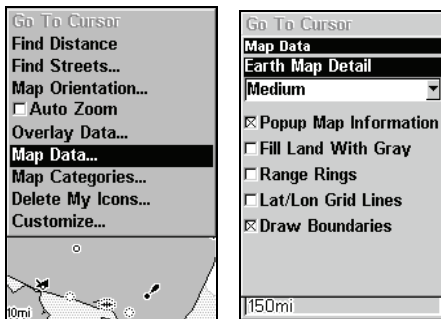 Go To Cursor
Find Distance
Find Streets...
Map Orientation...
Auto Zoom
Overlay Data...
Map Data...
Map Categories...
Delete My Icons...
Customize...
10mi
Go To Cursor
Map Data
Earth Map Detail
Medium
Popup Map Information
Fill Land With Gray
Range Rings
Lat/Lon Grid Lines
Draw Boundaries
150mi